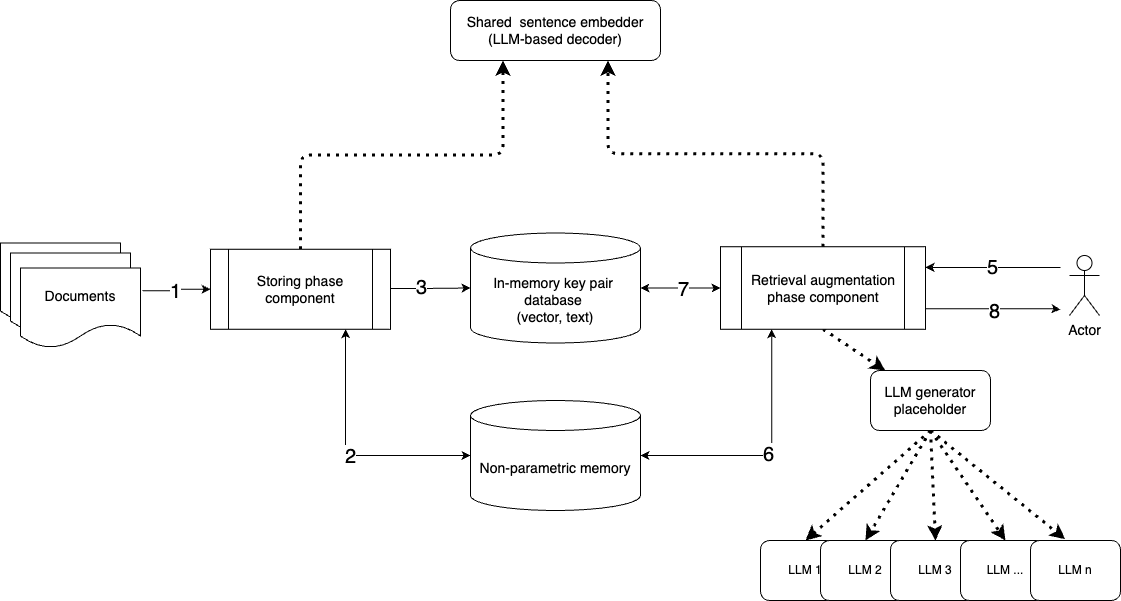 Shared sentence embedder
(LLM-based decoder)
Documents
1
Storing phase
component
3
In-memory key pair
database
(vector, text)
7
Retrieval augmentation
phase component
5
8
Actor
2
Non-parametric memory
6
LLM generator
placeholder
LLM 1
LLM 2
LLM 3
LLM ...
LLM n